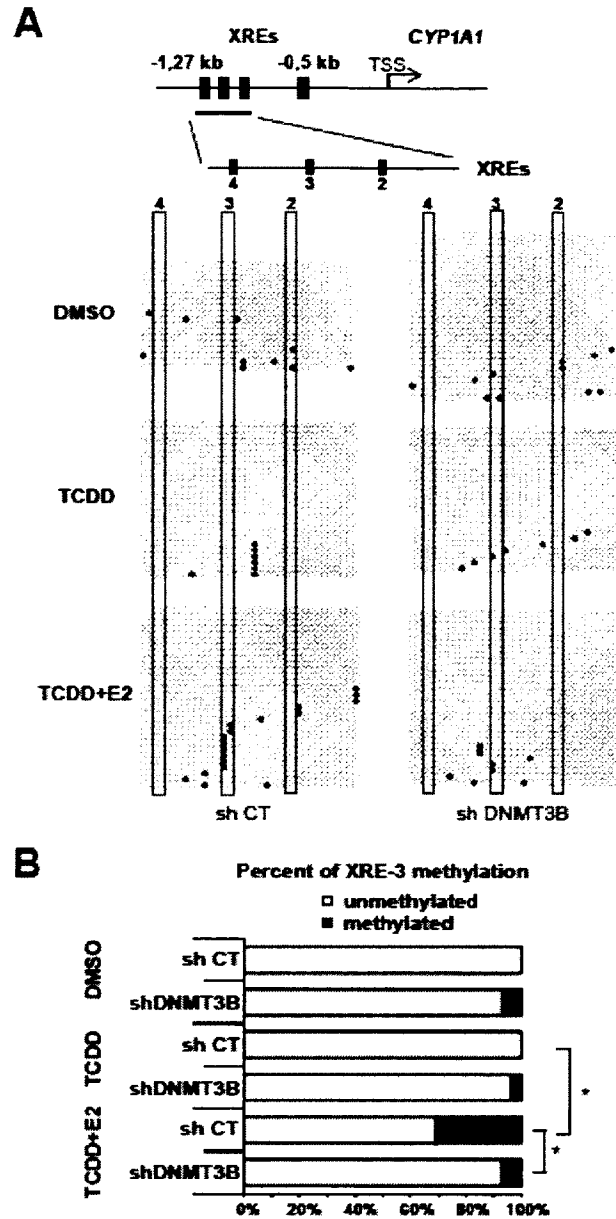 A
XREs CYP1A1
-1,27 kb -0,5 kb TSS
4 3 2 XREs
4 3 2 4 3 2
DMSO
TCDD
TCDD+E2
sh CT sh DNMT3B
B
Percent of XRE-3 methylation
unmethylated
methylated
DMSO
sh CT
shDNMT3B
TCDD
sh CT
shDNMT3B
*
TCDD+E2
sh CT
shDNMT3B
*
0% 20% 40% 60% 80% 100%